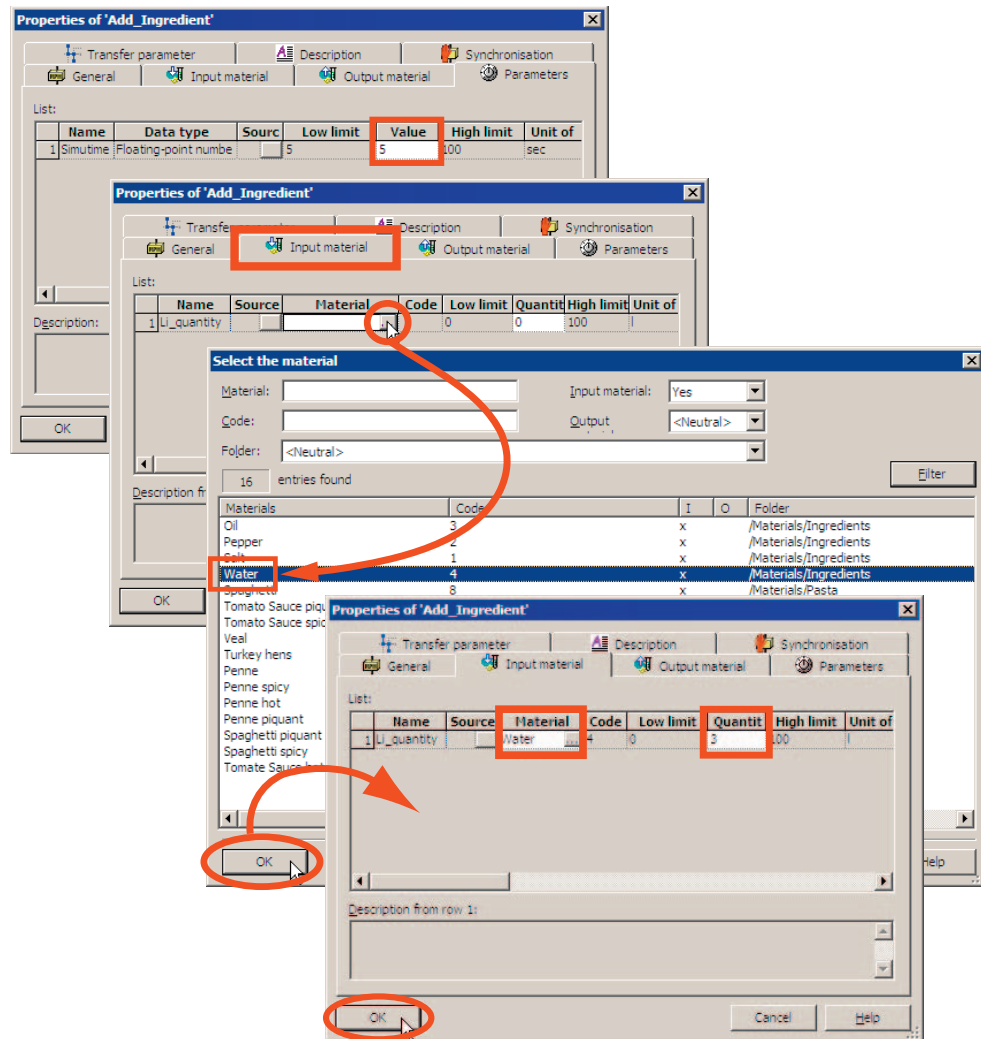 Properties of 'Add_Ingredient'
Transfer parameter Description Synchronisation
General Input material Output material Parameters
List:
Name Data type Sourc Low limit Value High limit Unit of
1 Simutime Floating-point numbe 5 5 100 sec
Description:
OK
Properties of 'Add_Ingredient'
Transfe Description Synchronisation
General Input material Output material Parameters
List:
Name Source Material Code Low limit Quantit High limit Unit of
1 Li_quantity ... 0 0 100 l
Description fr
OK
Select the material
Material: Input material: Yes
Code: Output <Neutral>
Folder: <Neutral>
16 entries found Filter
Materials Code I O Folder
Oil 3 x /Materials/Ingredients
Pepper 2 x /Materials/Ingredients
Salt 1 x /Materials/Ingredients
Water 4 x /Materials/Ingredients
Spaghetti 8 x /Materials/Pasta
Tomato Sauce piqu
Tomato Sauce spic
Veal
Turkey hens
Penne
Penne spicy
Penne hot
Penne piquant
Spaghetti piquant
Spaghetti spicy
Tomate Sauce hot
OK Help
Properties of 'Add_Ingredient'
Transfer parameter Description Synchronisation
General Input material Output material Parameters
List:
Name Source Material Code Low limit Quantit High limit Unit of
1 Li_quantity Water ... 4 0 3 100 l
Description from row 1:
OK Cancel Help